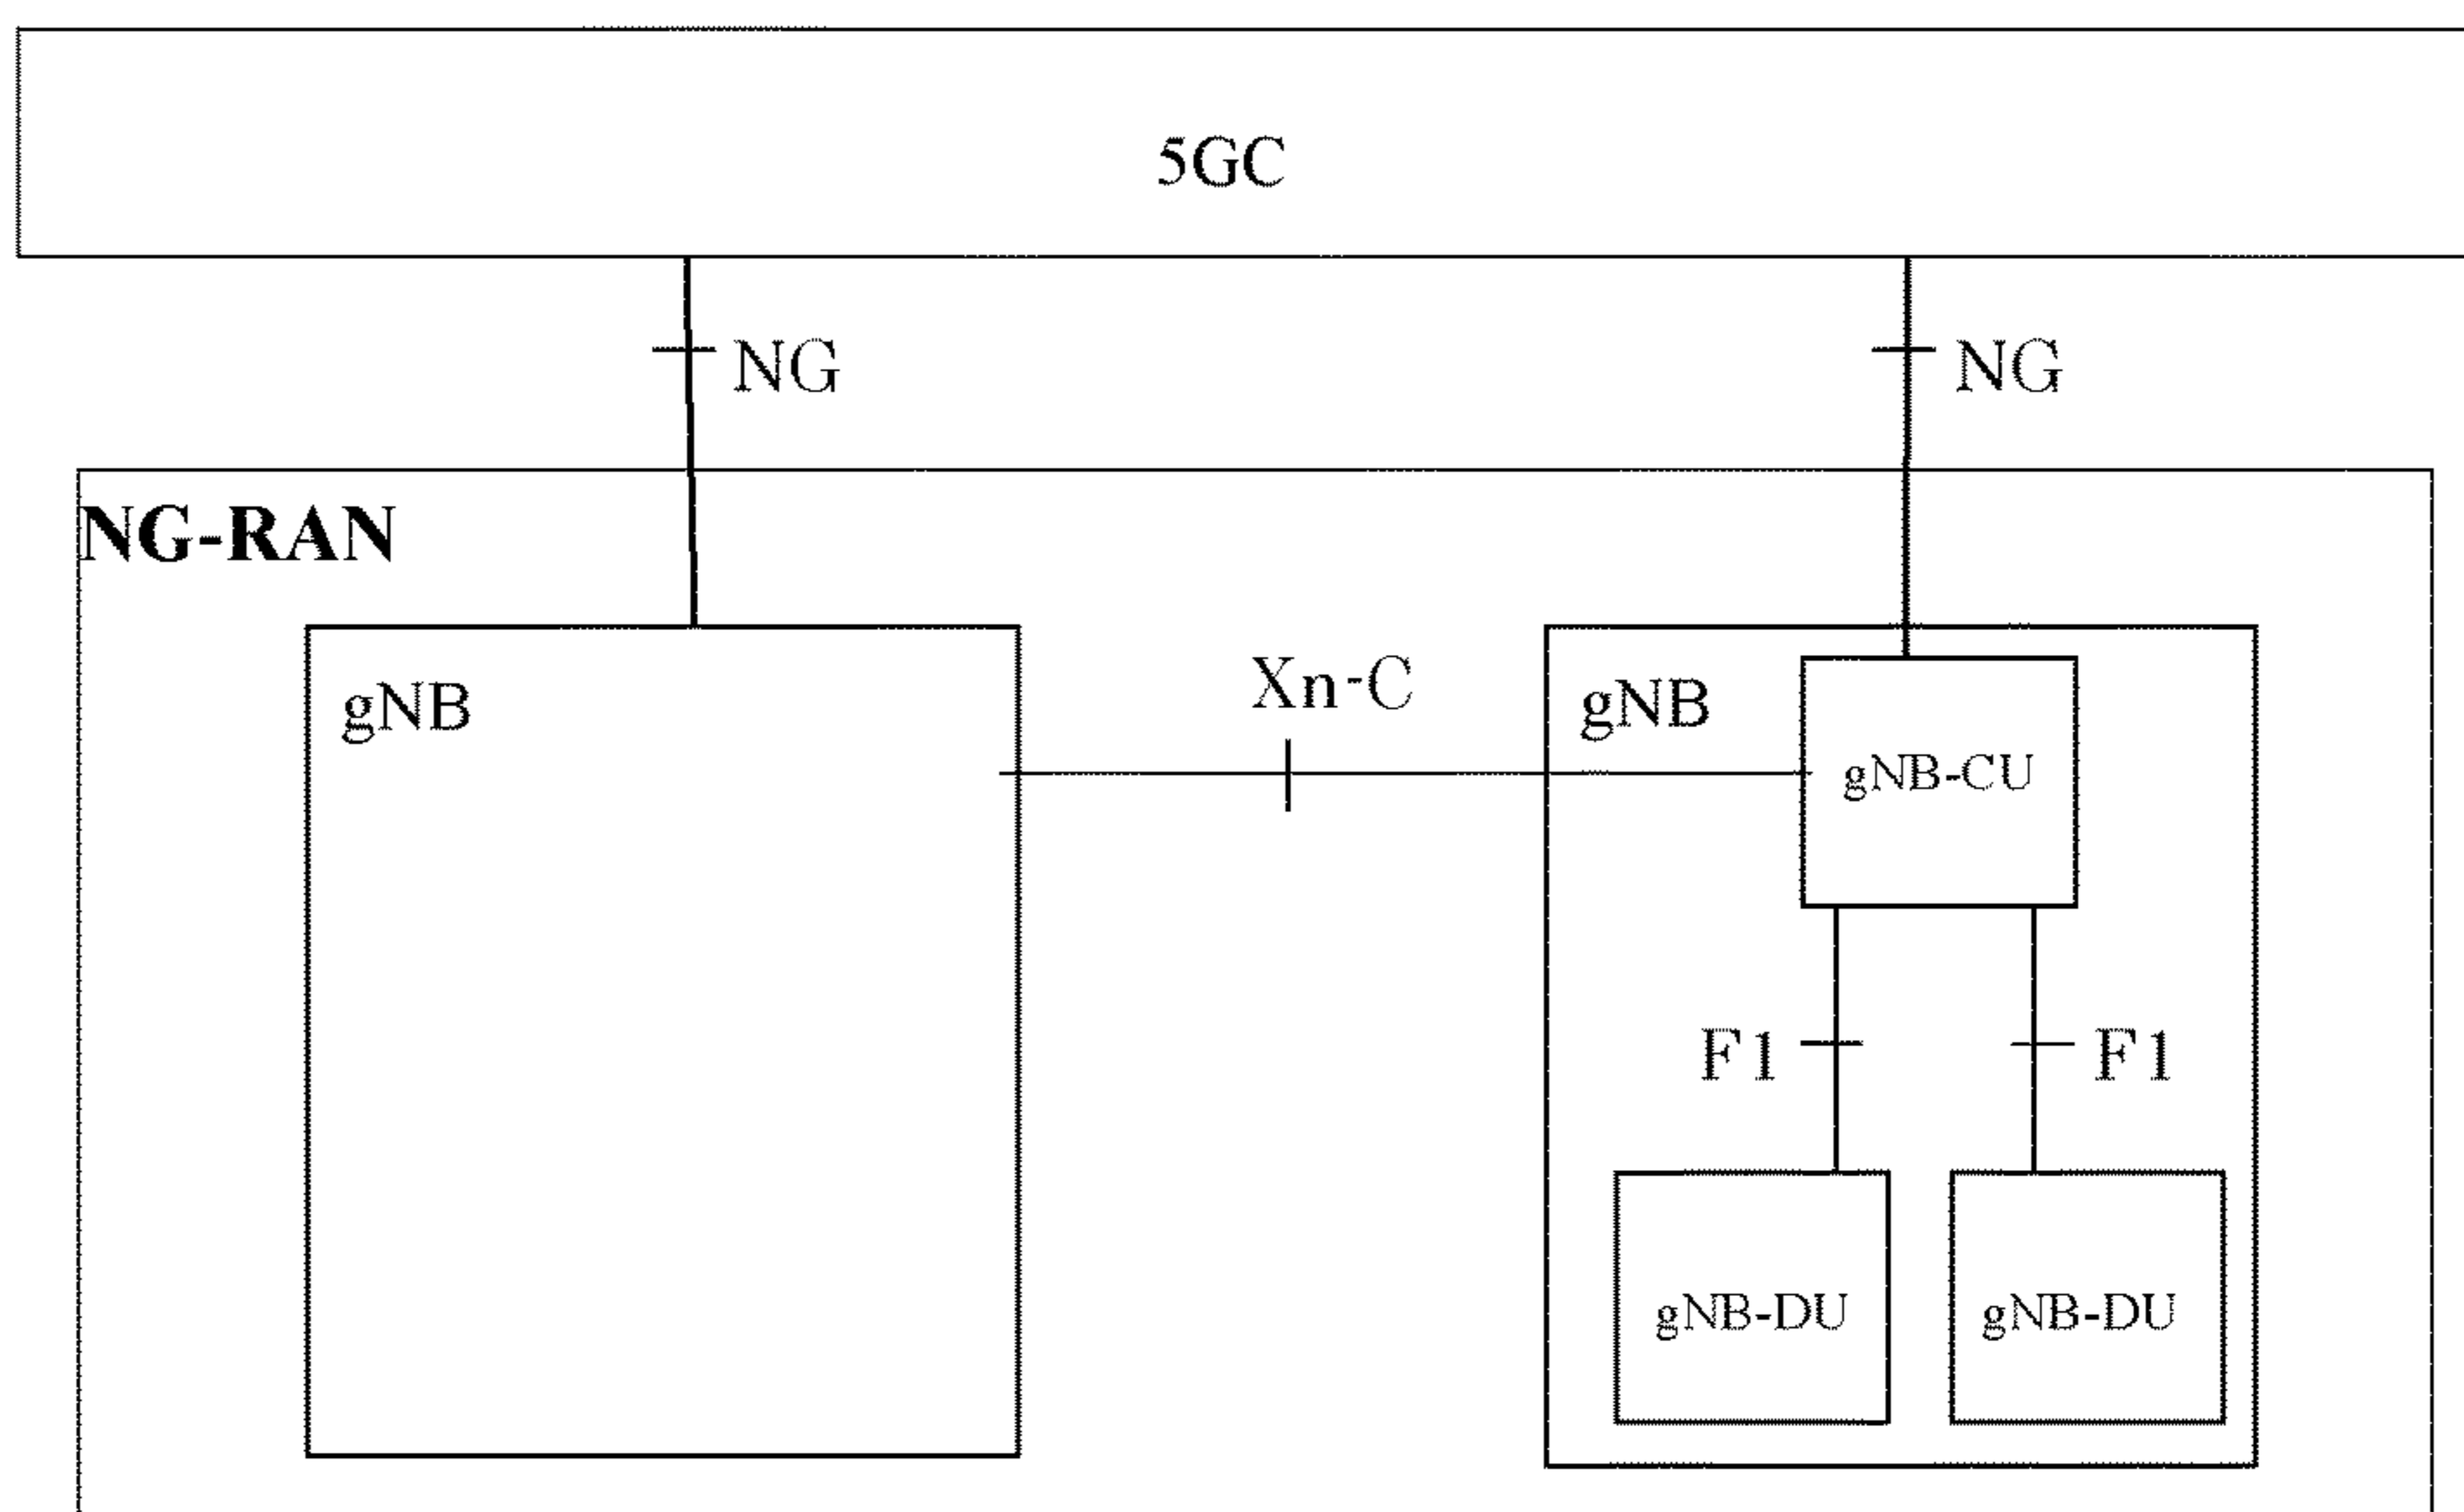 5GC
NG
NG
NG-RAN
gNB
Xn-C
gNB
gNB-CU
F1
F1
gNB-DU
gNB-DU